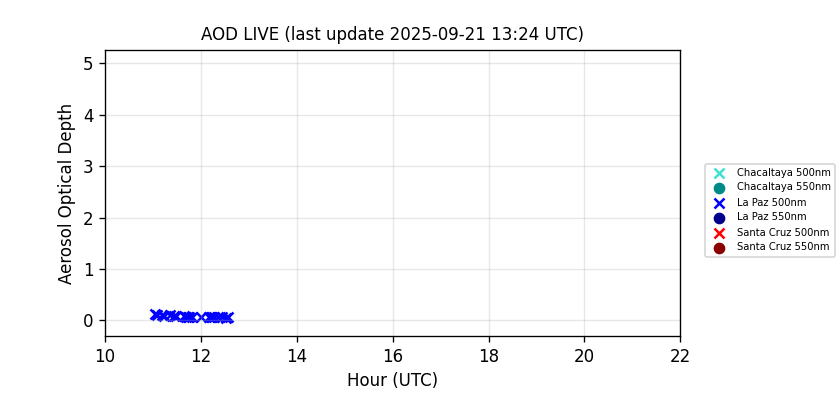 AOD LIVE (last update 2025-09-21 13:24 UTC)
5
4
3
2
1
0
Aerosol Optical Depth
10 12 14 16 18 20 22
Hour (UTC)
Chacaltaya 500nm
Chacaltaya 550nm
La Paz 500nm
La Paz 550nm
Santa Cruz 500nm
Santa Cruz 550nm